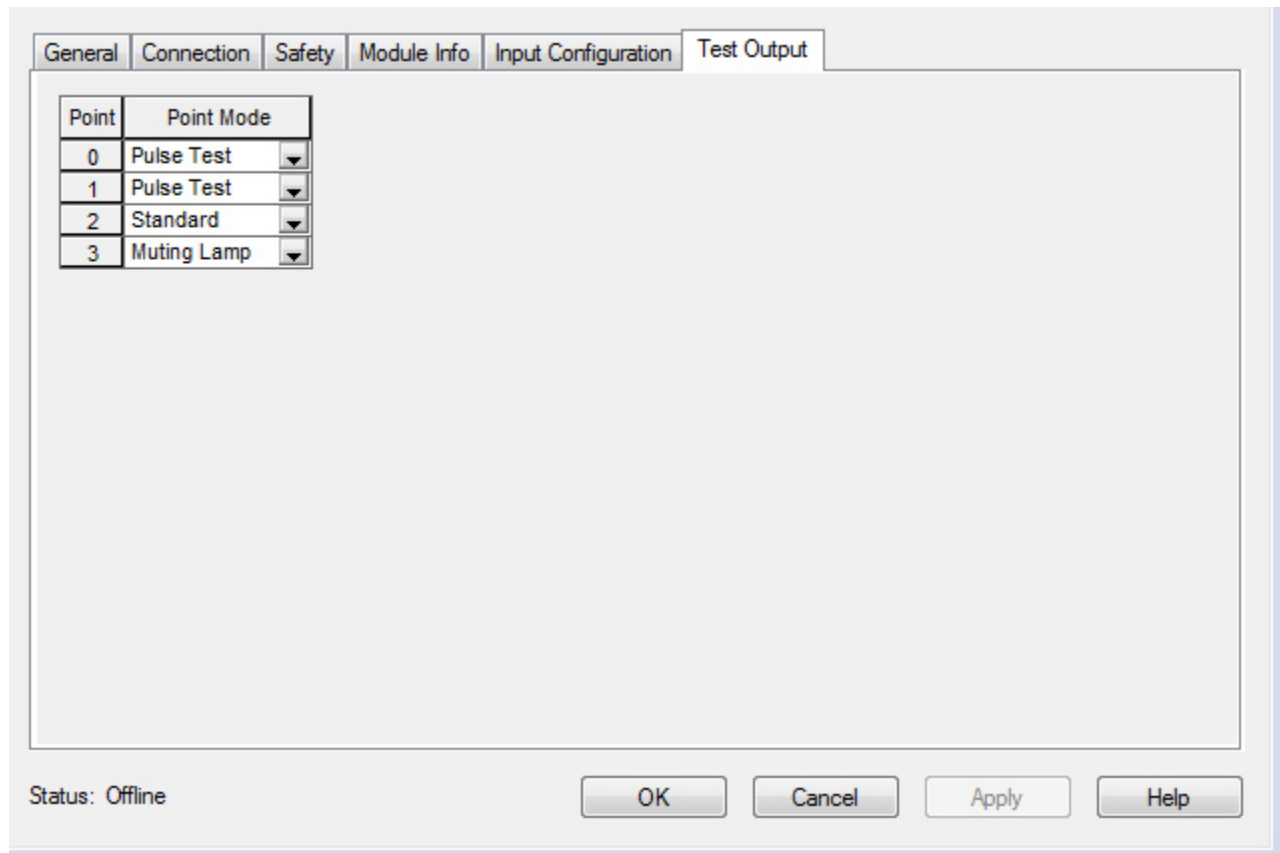 General Connection Safety Module Info Input Configuration Test Output
Point Point Mode
0 Pulse Test
1 Pulse Test
2 Standard
3 Muting Lamp
Status: Offline OK Cancel Apply Help